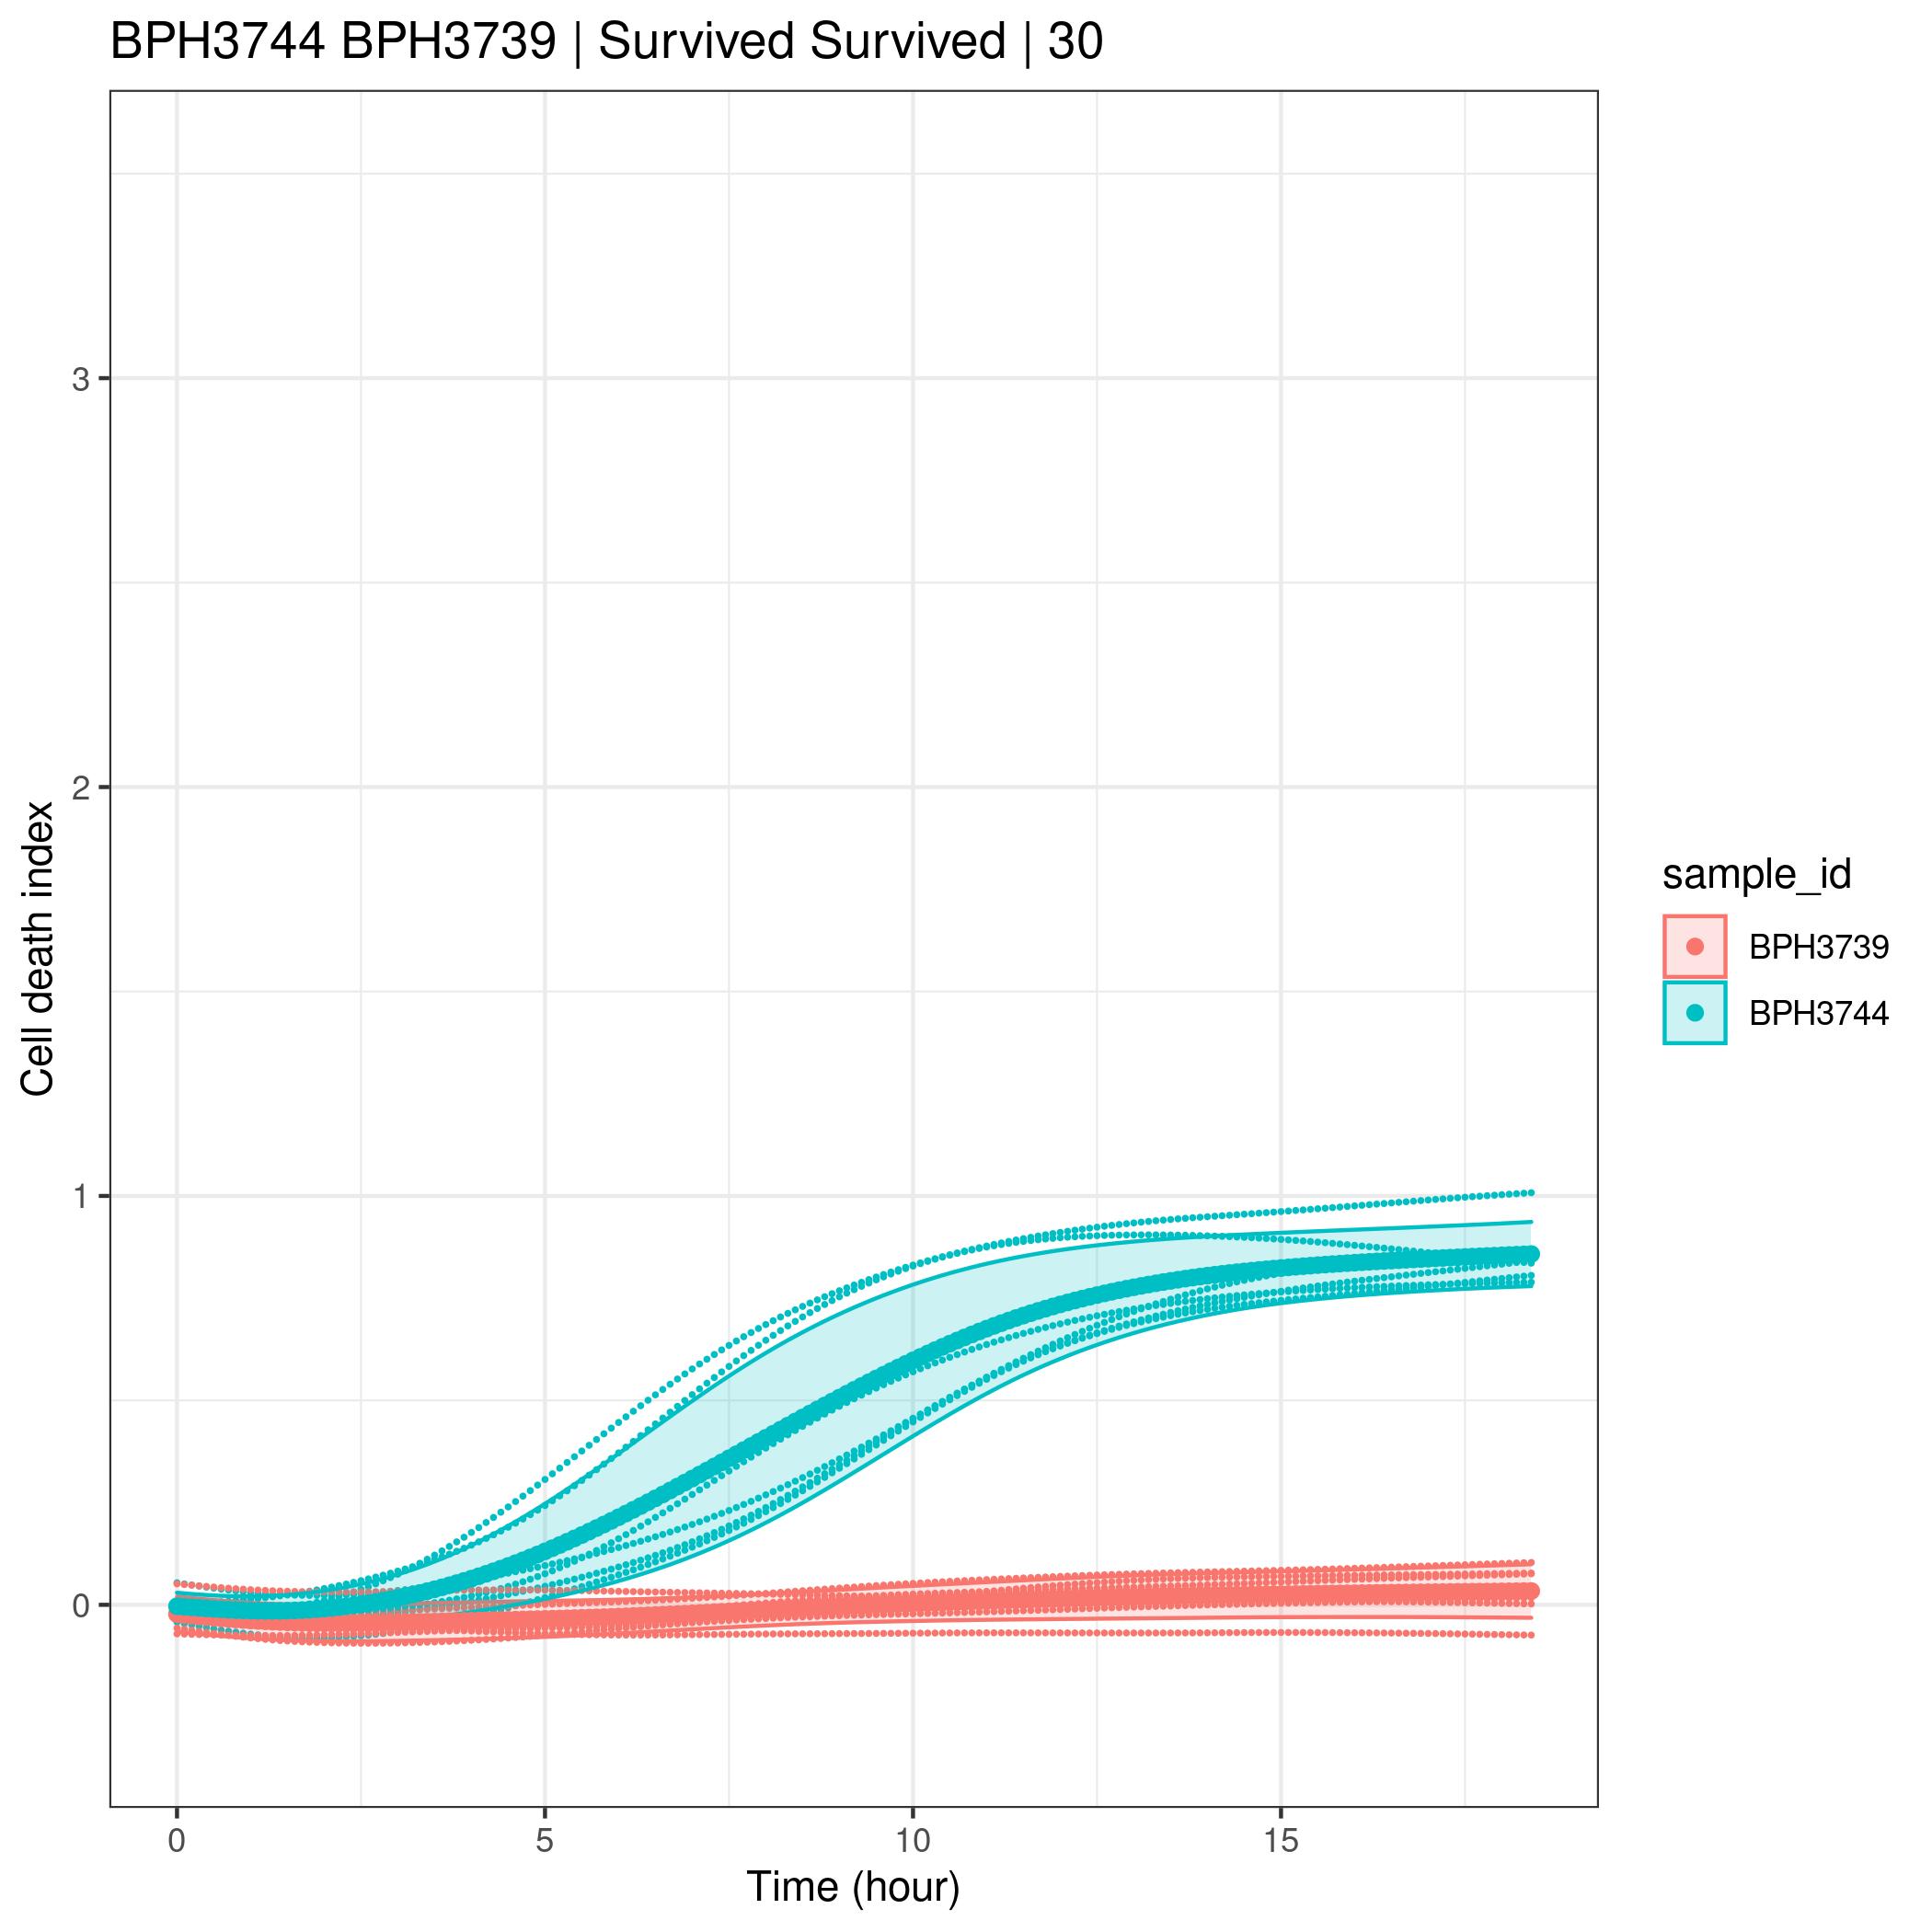 BPH3744 BPH3739 | Survived Survived | 30
Cell death index
3
2
1
0
0 5 10 15
Time (hour)
sample_id
BPH3739
BPH3744